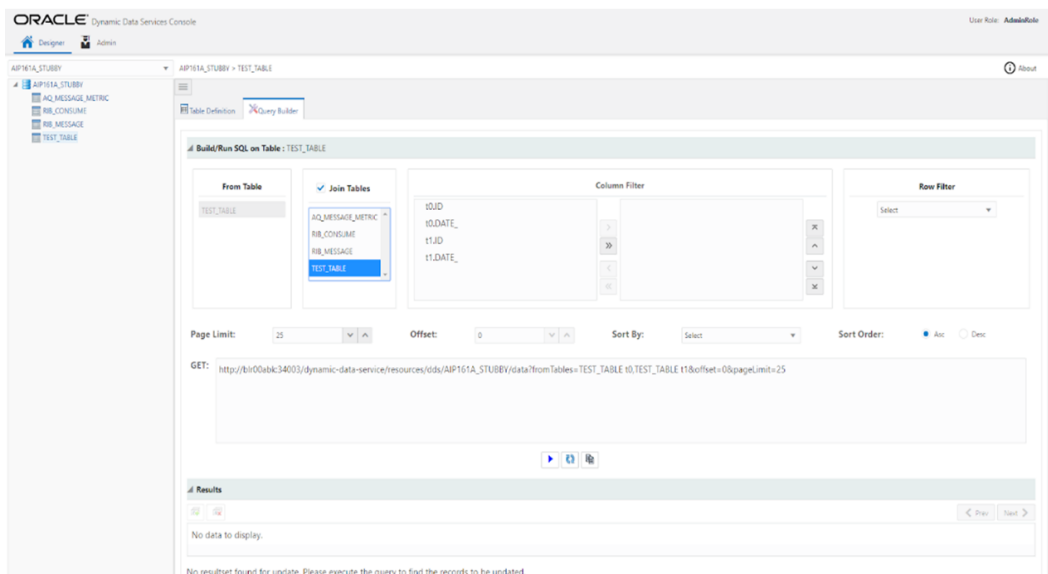 ORACLE Dynamic Data Services Console
User Role: AdminRole
Designer Admin
AIP161A_STUBBY
AIP161A_STUBBY > TEST_TABLE
About
AIP161A_STUBBY
AQ_MESSAGE_METRIC
RIB_CONSUME
RIB_MESSAGE
TEST_TABLE
Table Definition Query Builder
Build/Run SQL on Table : TEST_TABLE
From Table
TEST_TABLE
Join Tables
AQ_MESSAGE_METRIC
RIB_CONSUME
RIB_MESSAGE
TEST_TABLE
Column Filter
t0.ID
t0.DATE_
t1.ID
t1.DATE_
Row Filter
Select
Page Limit: 25 Offset: 0 Sort By: Select Sort Order: Asc Desc
GET: http://blr00ablc34003/dynamic-data-service/resources/dds/AIP161A_STUBBY/data?fromTables=TEST_TABLE t0,TEST_TABLE t1&offset=0&pageLimit=25
Results
Prev Next
No data to display.
No resultset found for update. Please execute the query to find the records to be updated.